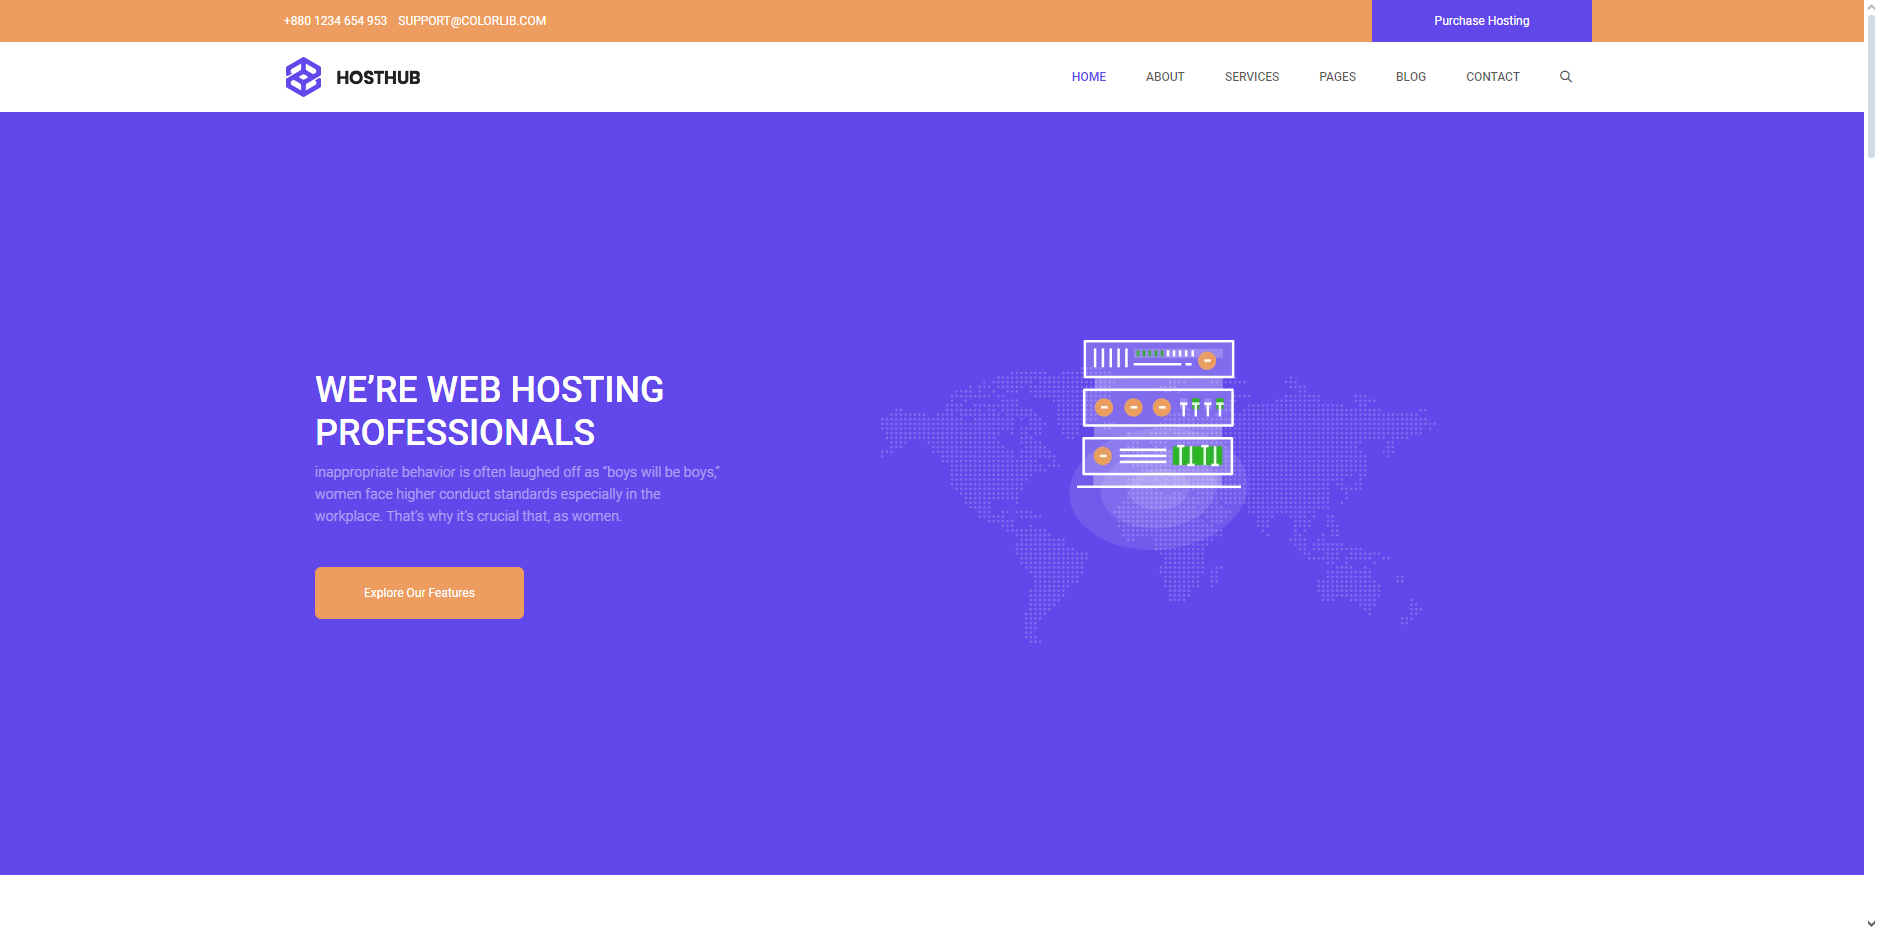 +880 1234 654 953 SUPPORT@COLORLIB.COM
Purchase Hosting
HOSTHUB
HOME ABOUT SERVICES PAGES BLOG CONTACT
WE’RE WEB HOSTING
PROFESSIONALS
inappropriate behavior is often laughed off as “boys will be boys,”
women face higher conduct standards especially in the
workplace. That’s why it’s crucial that, as women.
Explore Our Features